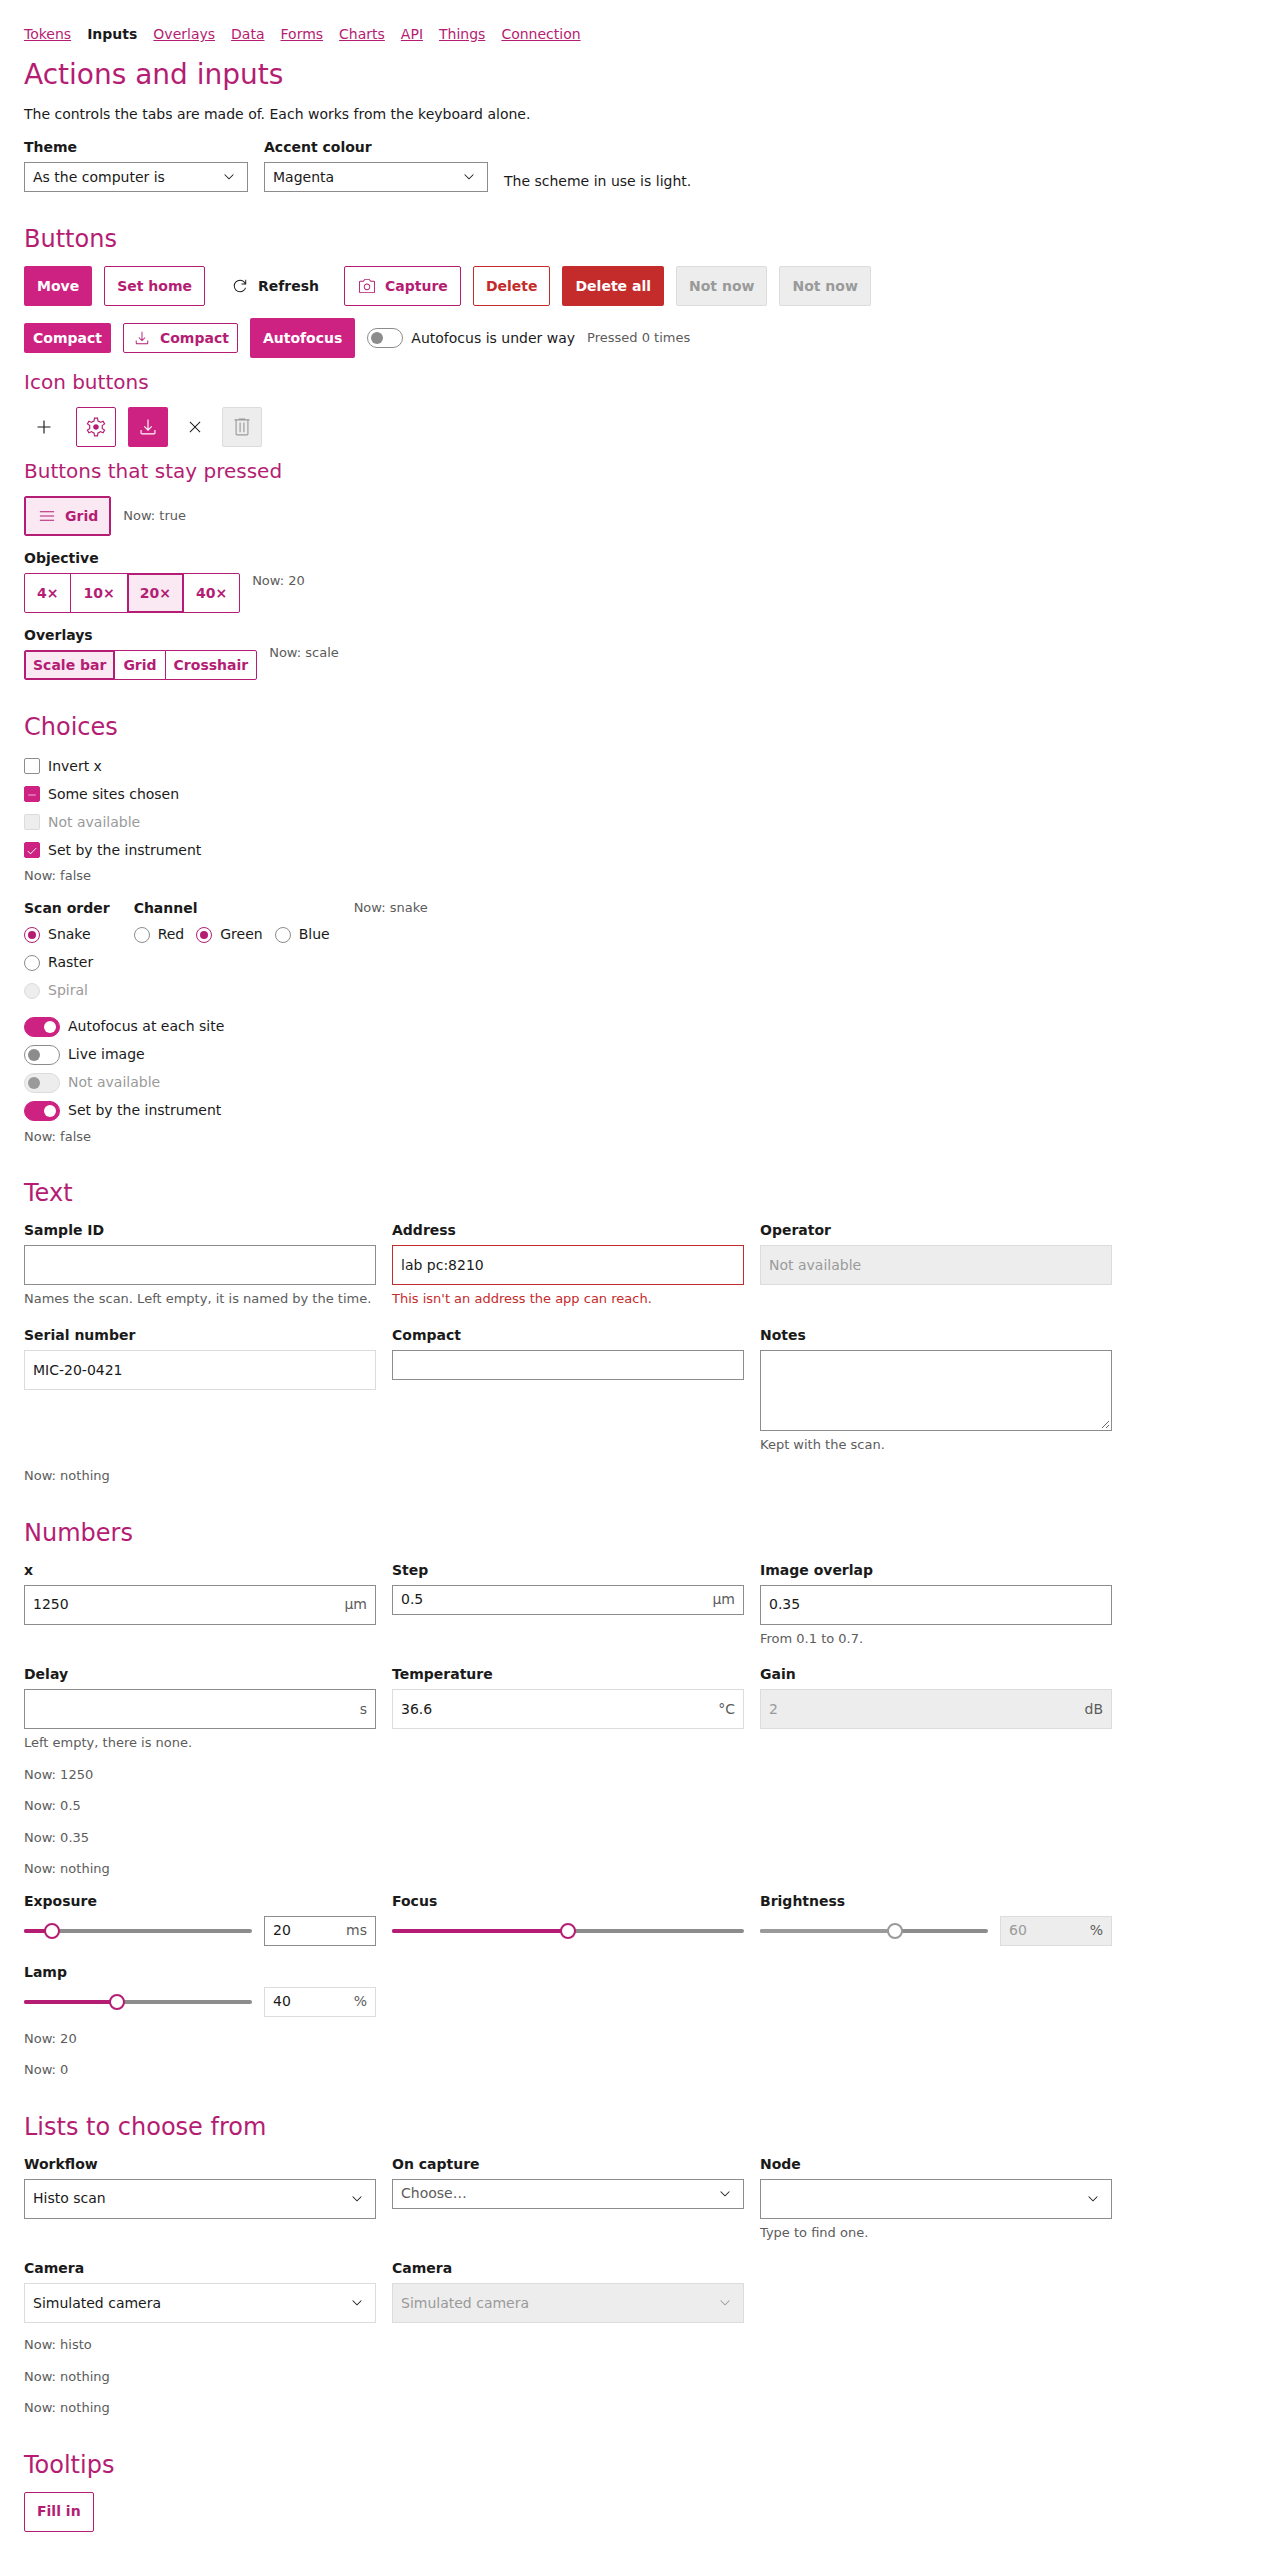 Tokens Inputs Overlays Data Forms Charts API Things Connection
Actions and inputs
The controls the tabs are made of. Each works from the keyboard alone.
Theme Accent colour
As the computer is Magenta The scheme in use is light.
Buttons
Move Set home Refresh Capture Delete Delete all Not now Not now
Compact Compact Autofocus Autofocus is under way Pressed 0 times
Icon buttons
Buttons that stay pressed
Grid Now: true
Objective
4× 10× 20× 40× Now: 20
Overlays
Scale bar Grid Crosshair Now: scale
Choices
Invert x
Some sites chosen
Not available
Set by the instrument
Now: false
Scan order Channel Now: snake
Snake Red Green Blue
Raster
Spiral
Autofocus at each site
Live image
Not available
Set by the instrument
Now: false
Text
Sample ID Address Operator
lab pc:8210 Not available
Names the scan. Left empty, it is named by the time. This isn't an address the app can reach.
Serial number Compact Notes
MIC-20-0421
Kept with the scan.
Now: nothing
Numbers
x Step Image overlap
1250 µm 0.5 µm 0.35
From 0.1 to 0.7.
Delay Temperature Gain
s 36.6 °C 2 dB
Left empty, there is none.
Now: 1250
Now: 0.5
Now: 0.35
Now: nothing
Exposure Focus Brightness
20 ms 60 %
Lamp
40 %
Now: 20
Now: 0
Lists to choose from
Workflow On capture Node
Histo scan Choose…
Type to find one.
Camera Camera
Simulated camera Simulated camera
Now: histo
Now: nothing
Now: nothing
Tooltips
Fill in